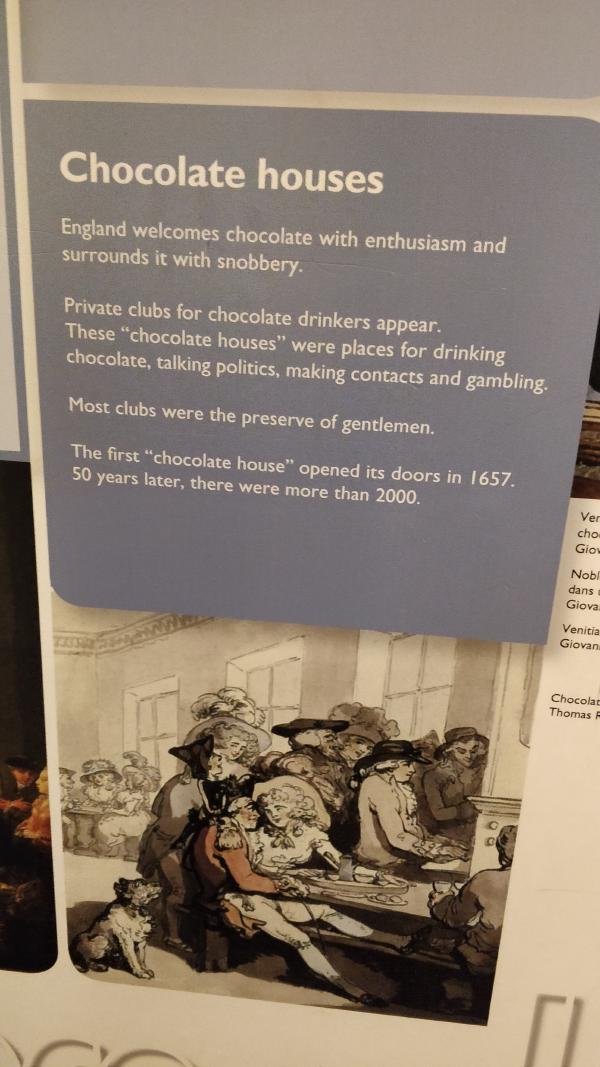 Chocolate houses
England welcomes chocolate with enthusiasm and
surrounds it with snobbery.
Private clubs for chocolate drinkers appear.
These “chocolate houses” were places for drinking
chocolate, talking politics, making contacts and gambling.
Most clubs were the preserve of gentlemen.
The first “chocolate house” opened its doors in 1657.
50 years later, there were more than 2000.
dans
Thomas